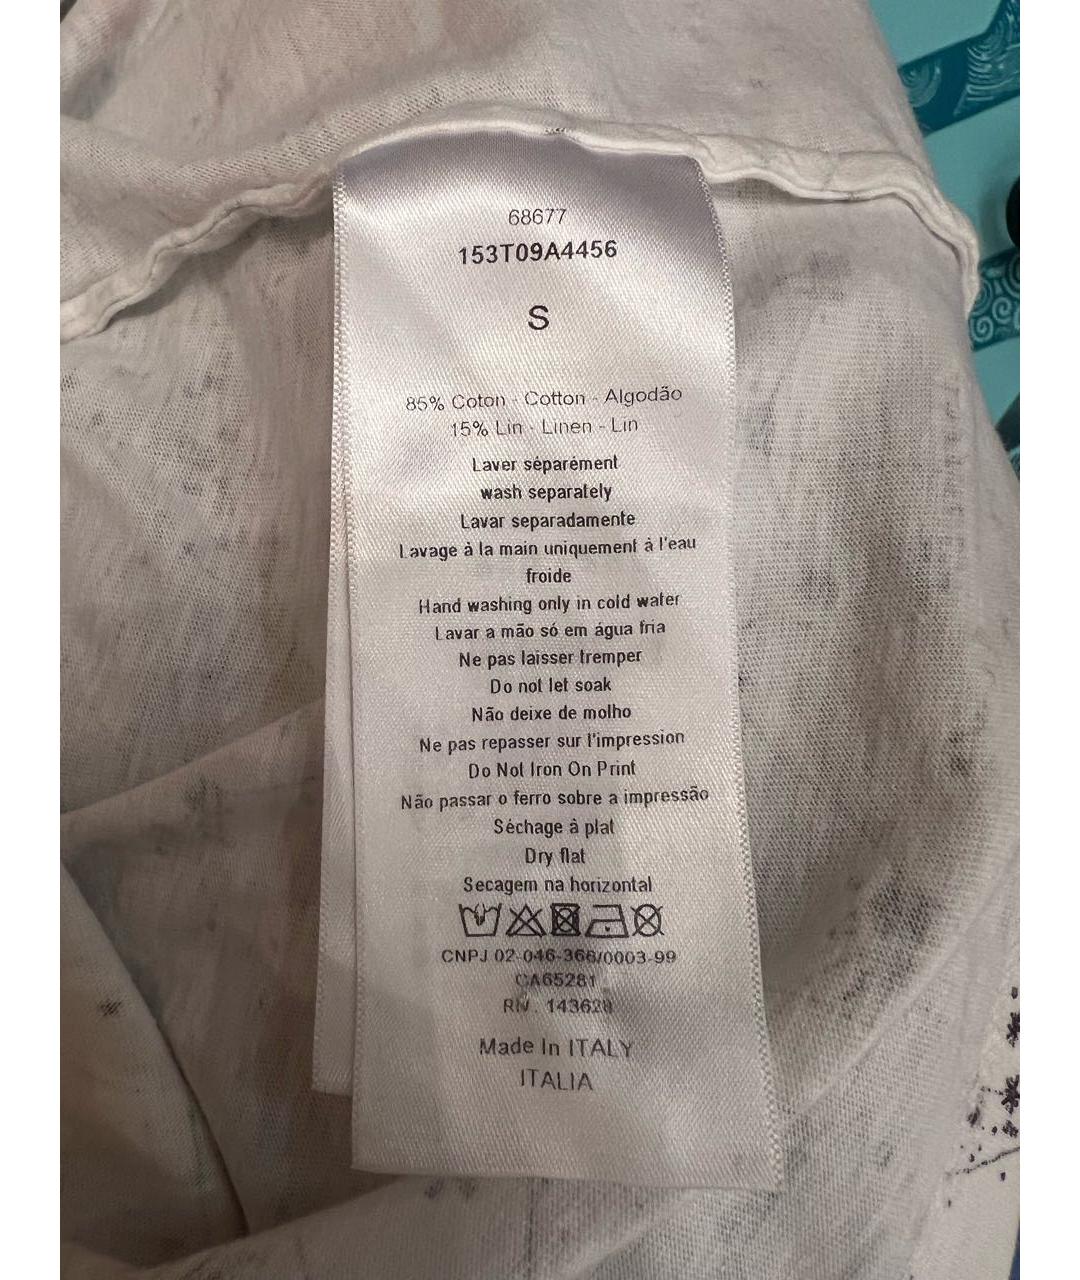 68677
153T09A4456
S
85% Coton - Cotton - Algodão
15% Lin - Linen - Lin
Laver séparément
wash separately
Lavar separadamente
Lavage à la main uniquement à l'eau
froide
Hand washing only in cold water
Lavar a mão só em água fria
Ne pas laisser tremper
Do not let soak
Não deixe de molho
Ne pas repasser sur l'impression
Do Not Iron On Print
Não passar o ferro sobre a impressão
Séchage à plat
Dry flat
Secagem na horizontal
CNPJ 02-046-366/0003-99
CA65281
RN . 143628
Made In ITALY
ITALIA